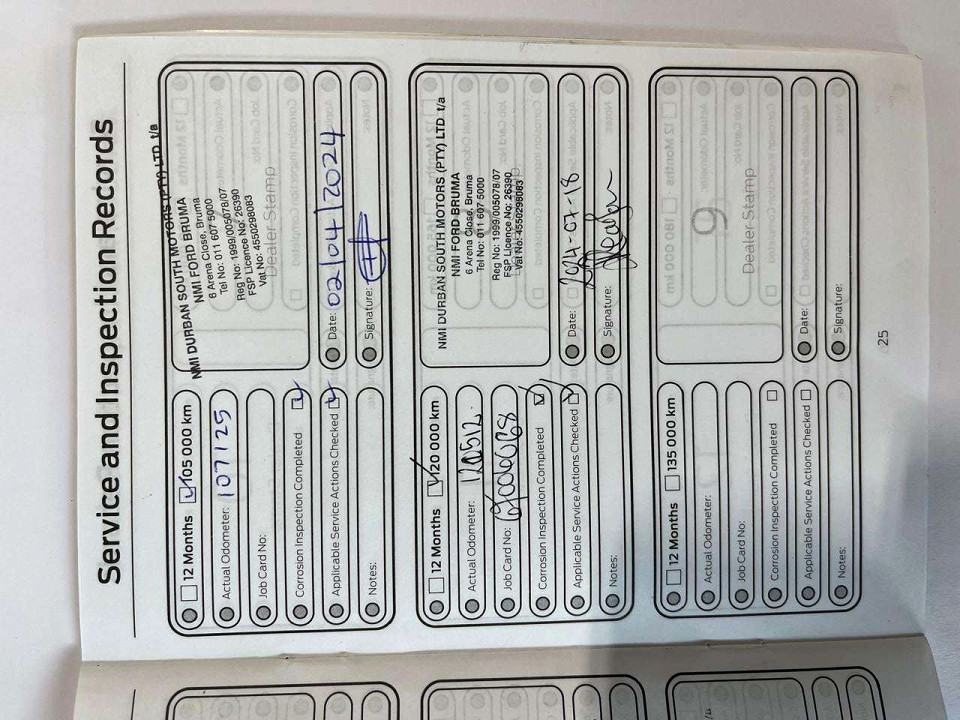 Service and Inspection Records
12 Months
105 000 km
Actual Odometer: 107125
Job Card No:
Corrosion Inspection Completed
Applicable Service Actions Checked
Notes:
NMI DURBAN SOUTH MOTORS (PTY) LTD t/a
NMI FORD BRUMA
6 Arena Close, Bruma
Tel No: 011 607 5000
Reg No: 1999/005078/07
FSP Licence No: 26390
Vat No: 4550298083
Dealer Stamp
Date: 02/04/2024
Signature:
12 Months
120 000 km
Actual Odometer: 120512
Job Card No:
Corrosion Inspection Completed
Applicable Service Actions Checked
Notes:
NMI DURBAN SOUTH MOTORS (PTY) LTD t/a
NMI FORD BRUMA
6 Arena Close, Bruma
Tel No: 011 607 5000
Reg No: 1999/005078/07
FSP Licence No: 26390
Vat No: 4550298083
Date:
Signature:
12 Months
135 000 km
Actual Odometer:
Job Card No:
Corrosion Inspection Completed
Applicable Service Actions Checked
Notes:
9
Dealer Stamp
Date:
Signature:
25